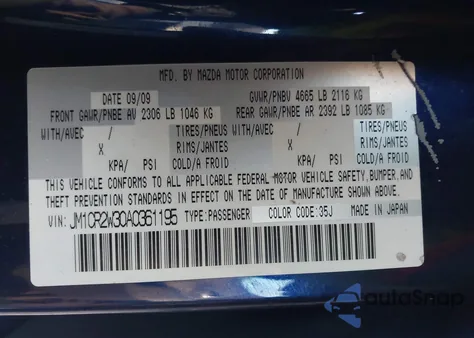 MFD. BY MAZDA MOTOR CORPORATION
DATE 09/09 GVWR/PNBV 4665 LB 2116 KG
FRONT GAWR/PNBE AV 2306 LB 1046 KG REAR GAWR/PNBE AR 2392 LB 1085 KG
WITH/AVEC / TIRES/PNEUS WITH/AVEC / TIRES/PNEUS
X RIMS/JANTES X RIMS/JANTES
KPA/ PSI COLD/A FROID KPA/ PSI COLD/A FROID
THIS VEHICLE CONFORMS TO ALL APPLICABLE FEDERAL MOTOR VEHICLE SAFETY,BUMPER,AND
THEFT PREVENTION STANDARDS IN EFFECT ON THE DATE OF MANUFACTURE SHOWN ABOVE.
VIN: JM1CR2W30A0361195 TYPE:PASSENGER COLOR CODE:35J MADE IN JAPAN
autoSnap